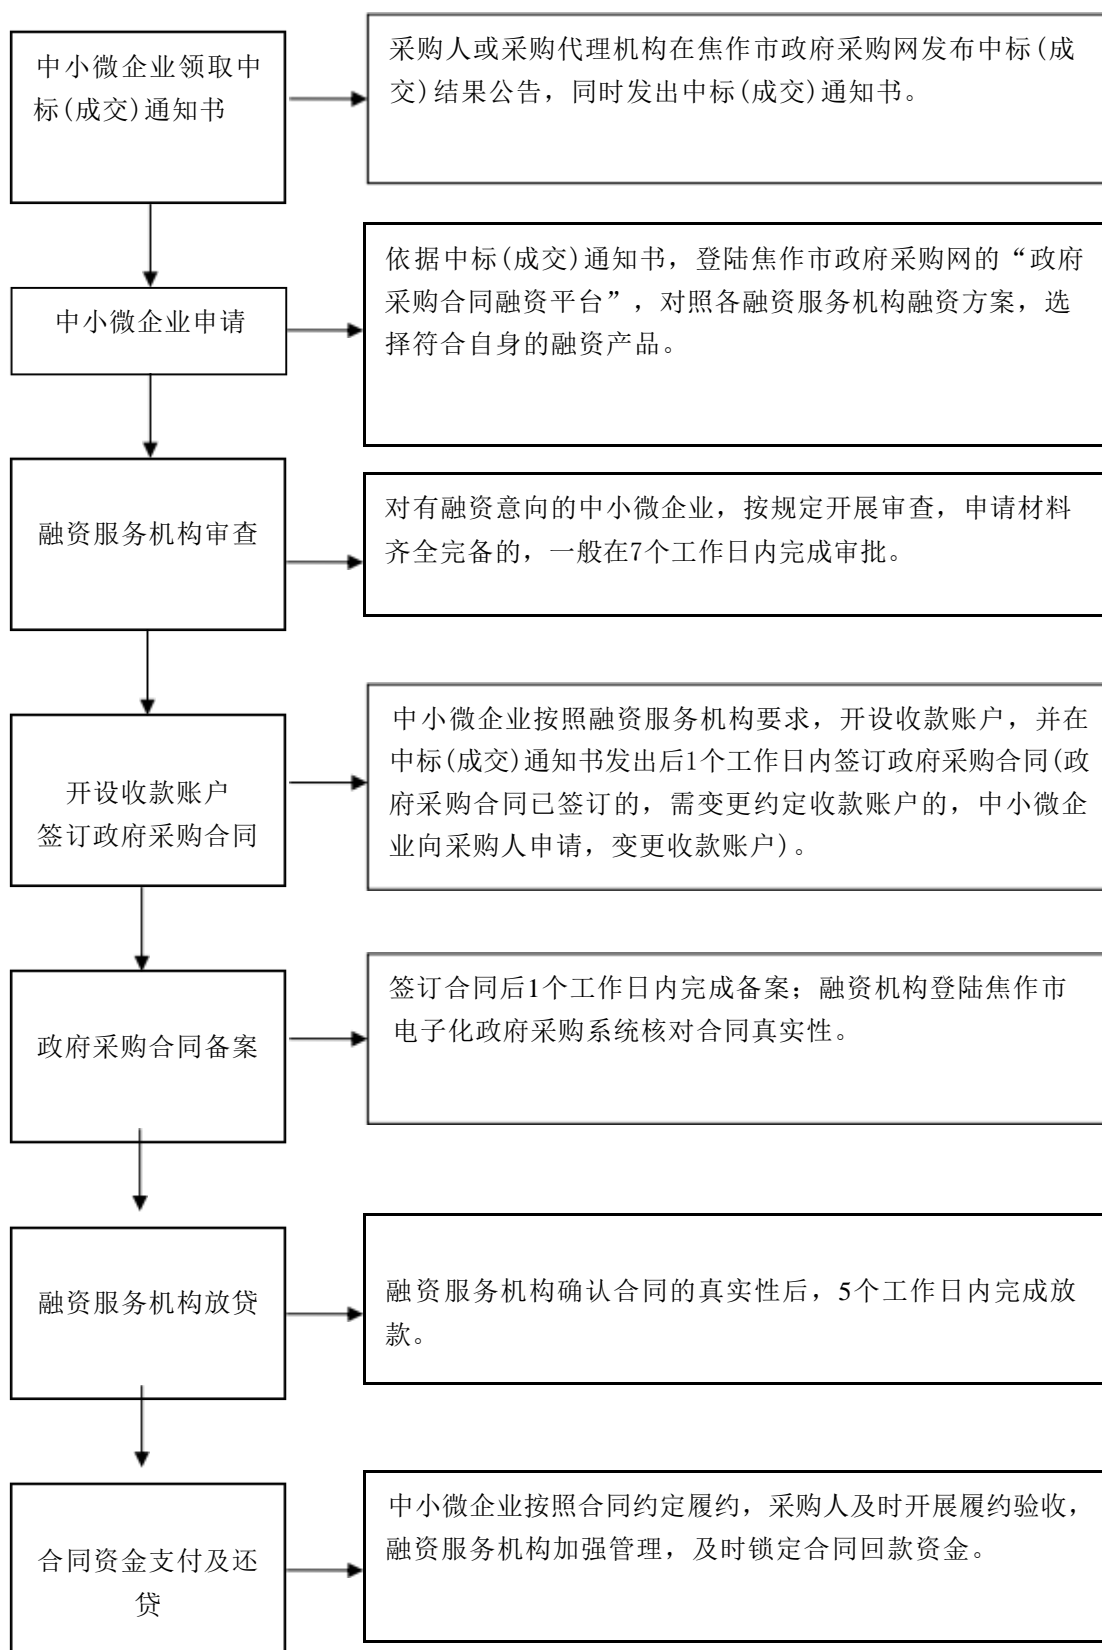 中小微企业领取中
标(成交)通知书
采购人或采购代理机构在焦作市政府采购网发布中标(成
交)结果公告，同时发出中标(成交)通知书。
中小微企业申请
依据中标(成交)通知书，登陆焦作市政府采购网的“政府
采购合同融资平台”，对照各融资服务机构融资方案，选
择符合自身的融资产品。
融资服务机构审查
对有融资意向的中小微企业，按规定开展审查，申请材料
齐全完备的，一般在7个工作日内完成审批。
开设收款账户
签订政府采购合同
中小微企业按照融资服务机构要求，开设收款账户，并在
中标(成交)通知书发出后1个工作日内签订政府采购合同(政
府采购合同已签订的，需变更约定收款账户的，中小微企
业向采购人申请，变更收款账户)。
政府采购合同备案
签订合同后1个工作日内完成备案；融资机构登陆焦作市
电子化政府采购系统核对合同真实性。
融资服务机构放贷
融资服务机构确认合同的真实性后，5个工作日内完成放
款。
合同资金支付及还
贷
中小微企业按照合同约定履约，采购人及时开展履约验收，
融资服务机构加强管理，及时锁定合同回款资金。